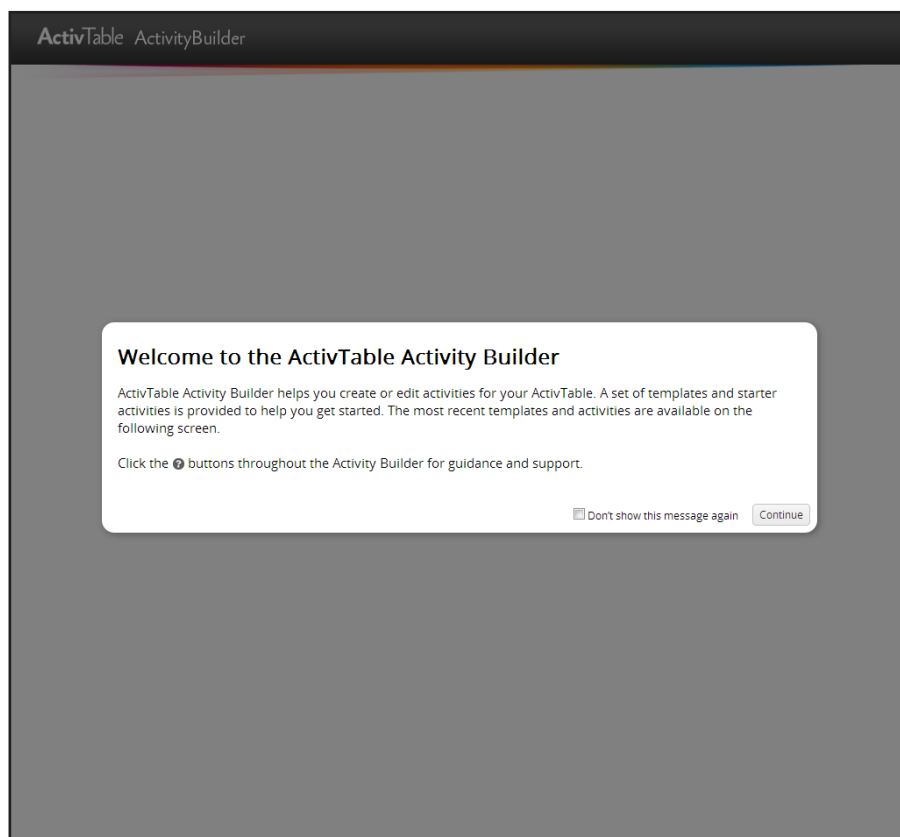 ActivTable ActivityBuilder
Welcome to the ActivTable Activity Builder
ActivTable Activity Builder helps you create or edit activities for your ActivTable. A set of templates and starter
activities is provided to help you get started. The most recent templates and activities are available on the
following screen.
Click the ? buttons throughout the Activity Builder for guidance and support.
Don't show this message again Continue